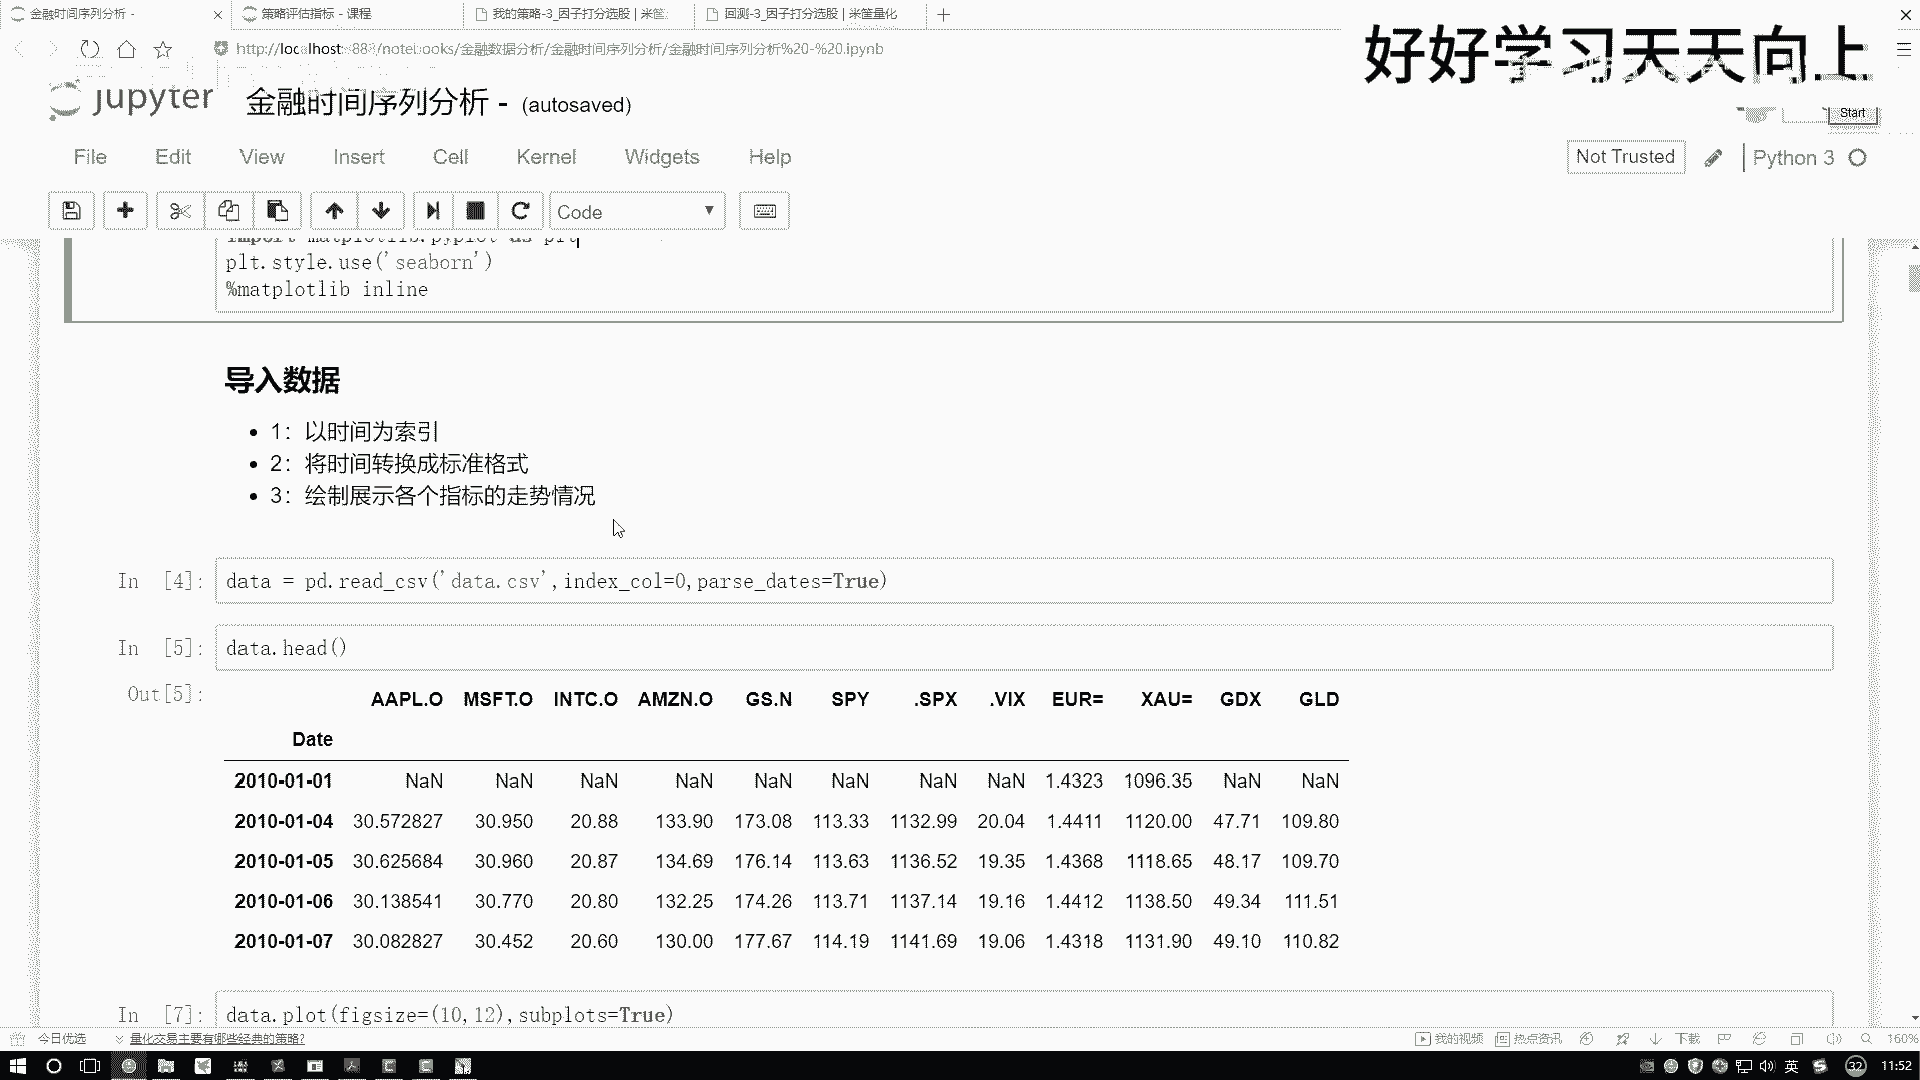 金融时间序列分析 -
策略评估指标 - 课程
我的策略-3_因子打分选股 | 米筐
回测-3_因子打分选股 | 米筐量化
http://localhost:888/notebooks/金融数据分析/金融时间序列分析/金融时间序列分析%20-%20.ipynb
好好学习天天向上
jupyter 金融时间序列分析 - (autosaved)
Start
File Edit View Insert Cell Kernel Widgets Help
Not Trusted
Python 3
Code
import matplotlib.pyplot as plt
plt.style.use('seaborn')
%matplotlib inline
导入数据
• 1：以时间为索引
• 2：将时间转换成标准格式
• 3：绘制展示各个指标的走势情况
In [4]: data = pd.read_csv('data.csv',index_col=0,parse_dates=True)
In [5]: data.head()
Out[5]:
AAPL.O MSFT.O INTC.O AMZN.O GS.N SPY .SPX .VIX EUR= XAU= GDX GLD
Date
2010-01-01 NaN NaN NaN NaN NaN NaN NaN NaN 1.4323 1096.35 NaN NaN
2010-01-04 30.572827 30.950 20.88 133.90 173.08 113.33 1132.99 20.04 1.4411 1120.00 47.71 109.80
2010-01-05 30.625684 30.960 20.87 134.69 176.14 113.63 1136.52 19.35 1.4368 1118.65 48.17 109.70
2010-01-06 30.138541 30.770 20.80 132.25 174.26 113.71 1137.14 19.16 1.4412 1138.50 49.34 111.51
2010-01-07 30.082827 30.452 20.60 130.00 177.67 114.19 1141.69 19.06 1.4318 1131.90 49.10 110.82
In [7]: data.plot(figsize=(10,12),subplots=True)
今日优选
量化交易主要有哪些经典的策略?
我的视频
热点资讯
下载
160%
英
32
11:52